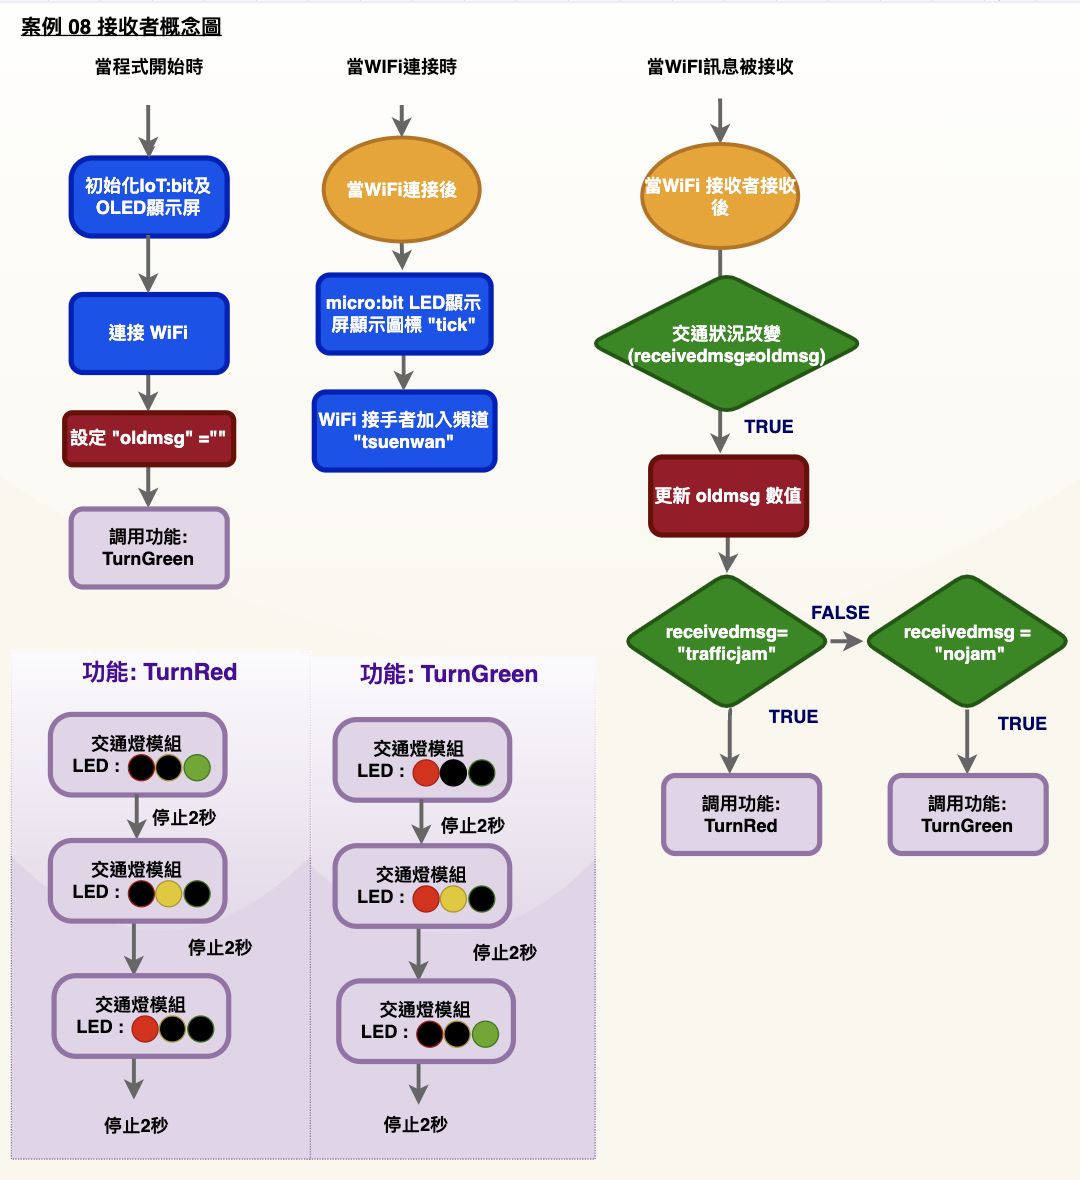 案例 08 接收者概念圖
當程式開始時
初始化IoT:bit及
OLED顯示屏
連接 WiFi
設定 "oldmsg" =""
調用功能:
TurnGreen
當WIFi連接時
當WiFi連接後
micro:bit LED顯示
屏顯示圖標 "tick"
WiFi 接手者加入頻道
"tsuenwan"
當WiFI訊息被接收
當WiFi 接收者接收
後
交通狀況改變
(receivedmsg≠oldmsg)
TRUE
更新 oldmsg 數值
receivedmsg=
"trafficjam"
FALSE
receivedmsg =
"nojam"
TRUE
TRUE
調用功能:
TurnRed
調用功能:
TurnGreen
功能: TurnRed
交通燈模組
LED :
停止2秒
交通燈模組
LED :
停止2秒
交通燈模組
LED :
停止2秒
功能: TurnGreen
交通燈模組
LED :
停止2秒
交通燈模組
LED :
停止2秒
交通燈模組
LED :
停止2秒